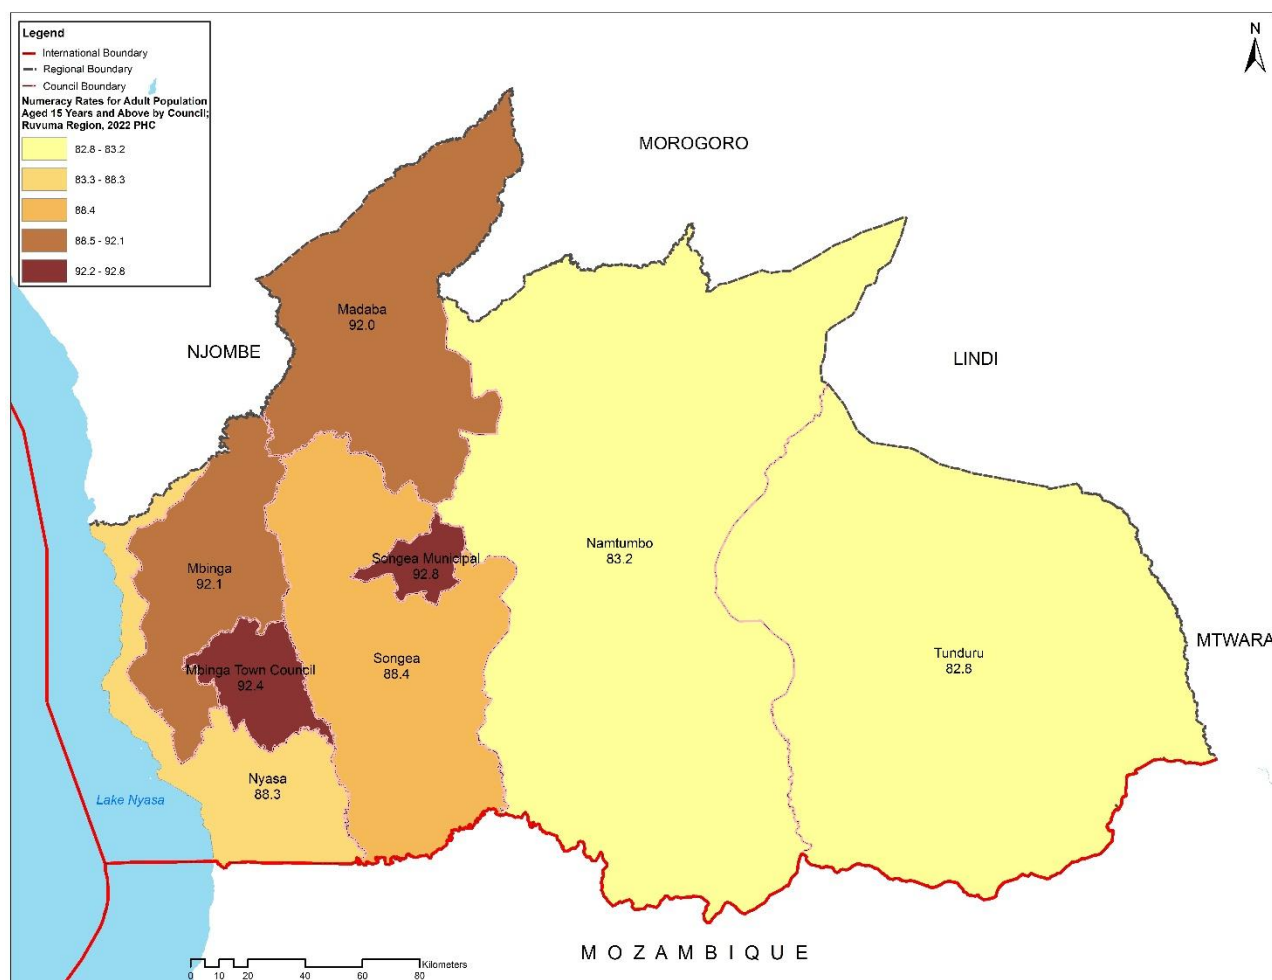 Legend
International Boundary
Regional Boundary
Council Boundary
Numeracy Rates for Adult Population
Aged 15 Years and Above by Council;
Ruvuma Region, 2022 PHC
82.8 - 83.2
83.3 - 88.3
88.4
88.5 - 92.1
92.2 - 92.8
N
MOROGORO
Madaba
92.0
NJOMBE
LINDI
Namtumbo
83.2
Songea Municipal
92.8
Mbinga
92.1
MTWARA
Tunduru
82.8
Songea
88.4
Mbinga Town Council
92.4
Nyasa
88.3
Lake Nyasa
MOZAMBIQUE
Kilometers
0 10 20 40 60 80